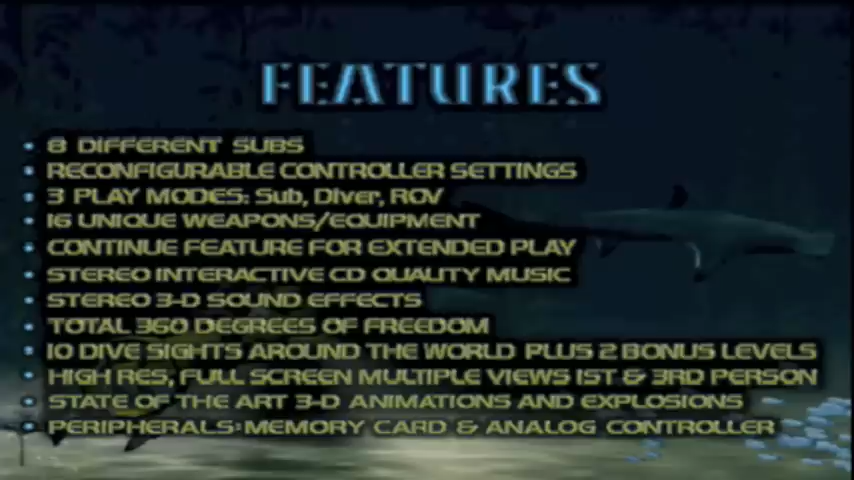 FEATURES
• 8 DIFFERENT SUBS
• RECONFIGURABLE CONTROLLER SETTINGS
• 3 PLAY MODES: Sub, Diver, ROV
• 16 UNIQUE WEAPONS/EQUIPMENT
• CONTINUE FEATURE FOR EXTENDED PLAY
• STEREO INTERACTIVE CD QUALITY MUSIC
• STEREO 3-D SOUND EFFECTS
• TOTAL 360 DEGREES OF FREEDOM
• 10 DIVE SIGHTS AROUND THE WORLD PLUS 2 BONUS LEVELS
• HIGH RES, FULL SCREEN MULTIPLE VIEWS 1ST & 3RD PERSON
• STATE OF THE ART 3-D ANIMATIONS AND EXPLOSIONS
• PERIPHERALS: MEMORY CARD & ANALOG CONTROLLER